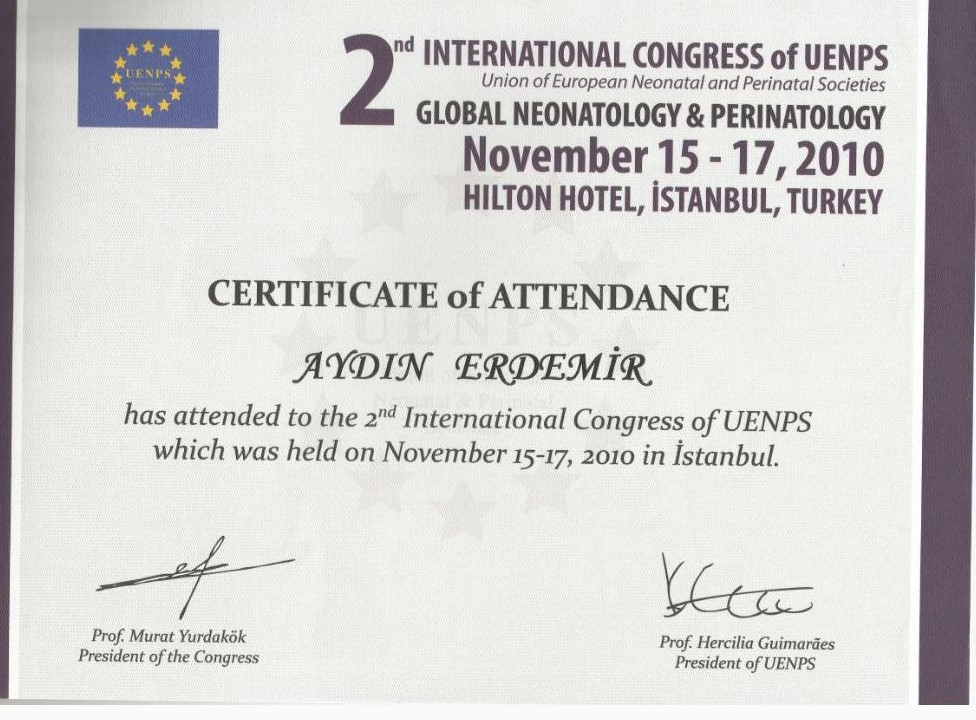 UENPS
2nd INTERNATIONAL CONGRESS of UENPS
Union of European Neonatal and Perinatal Societies
GLOBAL NEONATOLOGY & PERINATOLOGY
November 15 - 17, 2010
HILTON HOTEL, İSTANBUL, TURKEY
CERTIFICATE of ATTENDANCE
UENPS
AYDIN ERDEMİR
Neonatal & Perinatal
has attended to the 2nd International Congress of UENPS
which was held on November 15-17, 2010 in İstanbul.
Prof. Murat Yurdakök
President of the Congress
Prof. Hercilia Guimarães
President of UENPS